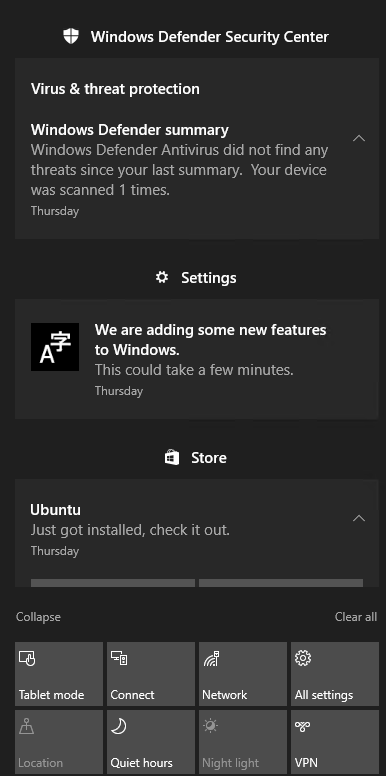 Windows Defender Security Center
Virus & threat protection
Windows Defender summary
Windows Defender Antivirus did not find any
threats since your last summary.  Your device
was scanned 1 times.
Thursday
Settings
A字
We are adding some new features
to Windows.
This could take a few minutes.
Thursday
Store
Ubuntu
Just got installed, check it out.
Thursday
Collapse
Clear all
Tablet mode
Connect
Network
All settings
Location
Quiet hours
Night light
VPN